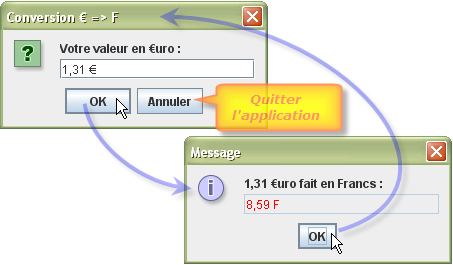 Conversion € => F
Votre valeur en €uro :
1,31 €
OK
Annuler
Quitter
l'application
Message
1,31 €uro fait en Francs :
8,59 F
OK